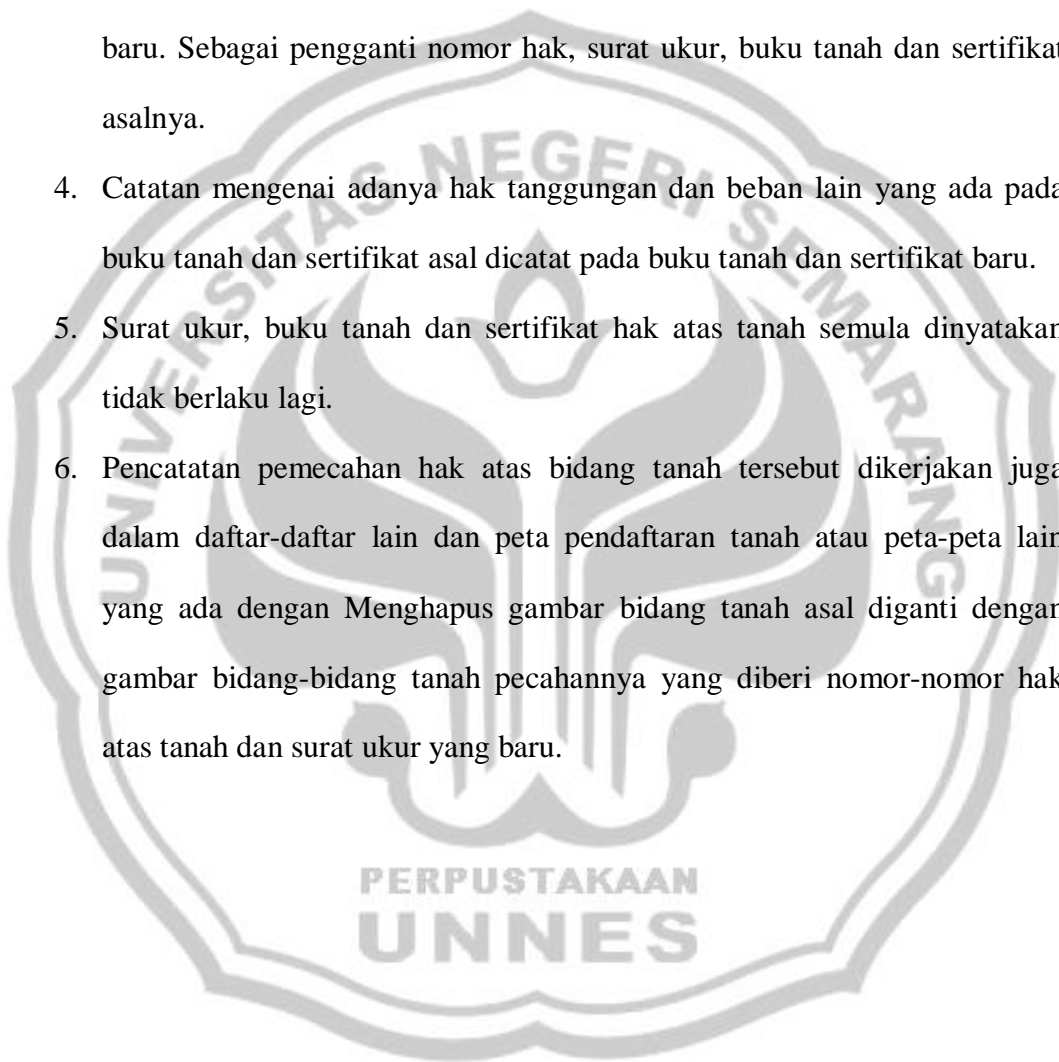 baru. Sebagai pengganti nomor hak, surat ukur, buku tanah dan sertifikat
asalnya.
4. Catatan mengenai adanya hak tanggungan dan beban lain yang ada pada
buku tanah dan sertifikat asal dicatat pada buku tanah dan sertifikat baru.
5. Surat ukur, buku tanah dan sertifikat hak atas tanah semula dinyatakan
tidak berlaku lagi.
6. Pencatatan pemecahan hak atas bidang tanah tersebut dikerjakan juga
dalam daftar-daftar lain dan peta pendaftaran tanah atau peta-peta lain
yang ada dengan Menghapus gambar bidang tanah asal diganti dengan
gambar bidang-bidang tanah pecahannya yang diberi nomor-nomor hak
atas tanah dan surat ukur yang baru.
UNIVERSITAS NEGERI SEMARANG
PERPUSTAKAAN
UNNES